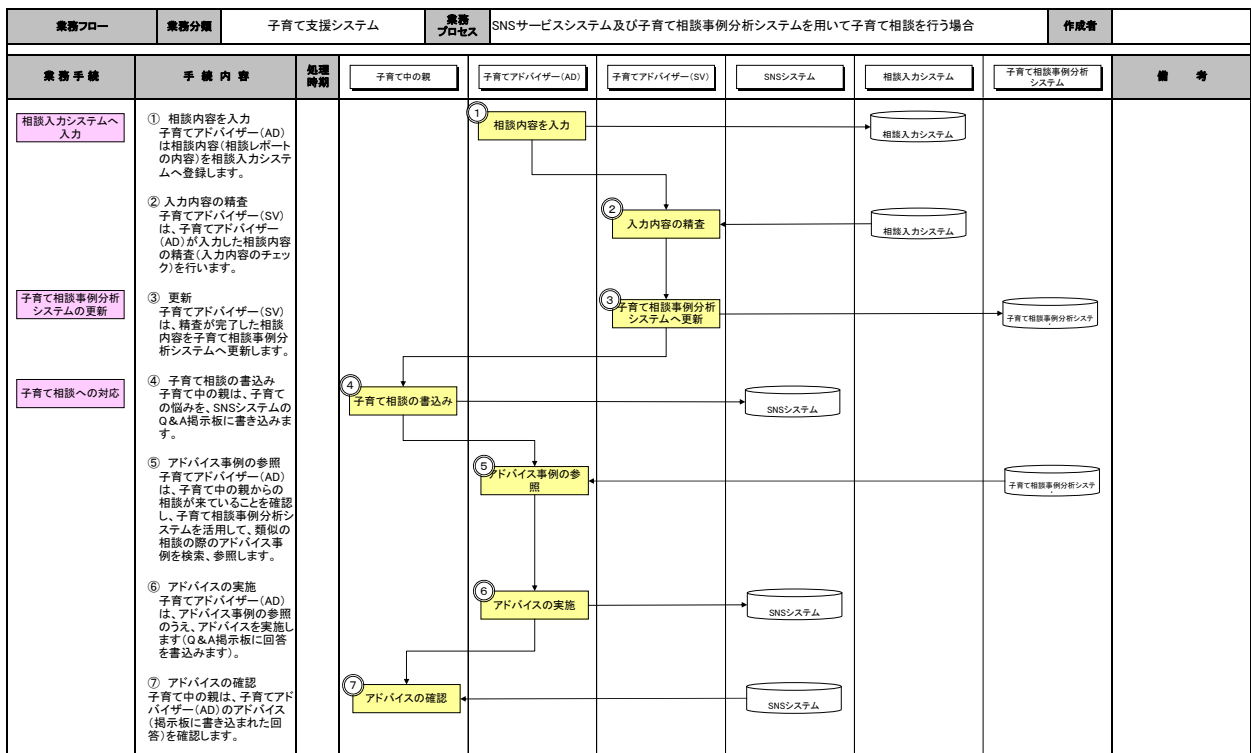 業務フロー
業務分類
子育て支援システム
業務
プロセス
SNSサービスシステム及び子育て相談事例分析システムを用いて子育て相談を行う場合
作成者
業務手続
手続内容
処理
時期
子育て中の親
子育てアドバイザー(AD)
子育てアドバイザー(SV)
SNSシステム
相談入力システム
子育て相談事例分析
システム
備 考
相談入力システムへ
入力
① 相談内容を入力
子育てアドバイザー(AD)
は相談内容(相談レポート
の内容)を相談入力システ
ムへ登録します。
1
相談内容を入力
相談入力システム
② 入力内容の精査
子育てアドバイザー(SV)
は、子育てアドバイザー
(AD)が入力した相談内容
の精査(入力内容のチェッ
ク)を行います。
2
入力内容の精査
相談入力システム
子育て相談事例分析
システムの更新
③ 更新
子育てアドバイザー(SV)
は、精査が完了した相談
内容を子育て相談事例分
析システムへ更新します。
3
子育て相談事例分析
システムへ更新
子育て相談事例分析システ
子育て相談への対応
④ 子育て相談の書込み
子育て中の親は、子育て
の悩みを、SNSシステムの
Q&A掲示板に書き込みま
す。
4
子育て相談の書込み
SNSシステム
⑤ アドバイス事例の参照
子育てアドバイザー(AD)
は、子育て中の親からの
相談が来ていることを確認
し、子育て相談事例分析シ
ステムを活用して、類似の
相談の際のアドバイス事
例を検索、参照します。
5
アドバイス事例の参
照
子育て相談事例分析システ
⑥ アドバイスの実施
子育てアドバイザー(AD)
は、アドバイス事例の参照
のうえ、アドバイスを実施し
ます(Q&A掲示板に回答
を書込みます)。
6
アドバイスの実施
SNSシステム
⑦ アドバイスの確認
子育て中の親は、子育てアド
バイザー(AD)のアドバイス
(掲示板に書き込まれた回
答)を確認します。
7
アドバイスの確認
SNSシステム